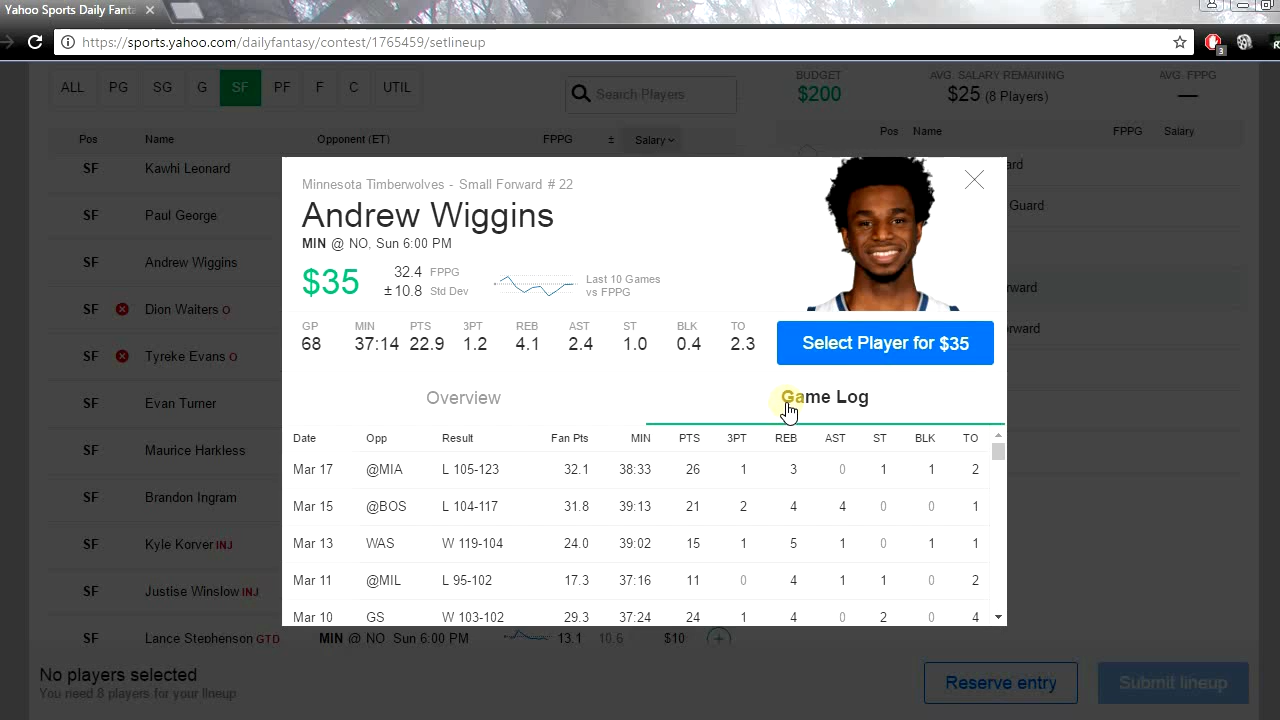 Yahoo Sports Daily Fanta
https://sports.yahoo.com/dailyfantasy/contest/1765459/setlineup
3
ALL PG SG G SF PF F C UTIL
Search Players
BUDGET AVG. SALARY REMAINING AVG. FPPG
$200 $25 (8 Players) —
Pos Name Opponent (ET) FPPG ± Salary
Pos Name FPPG Salary
SF Kawhi Leonard
SF Paul George
SF Andrew Wiggins
SF Dion Waiters O
SF Tyreke Evans O
SF Evan Turner
SF Maurice Harkless
SF Brandon Ingram
SF Kyle Korver INJ
SF Justise Winslow INJ
SF Lance Stephenson GTD MIN @ NO Sun 6:00 PM 13.1 10.6 $10
Guard
Minnesota Timberwolves - Small Forward # 22
Andrew Wiggins
MIN @ NO, Sun 6:00 PM
$35
32.4 FPPG
±10.8 Std Dev
Last 10 Games
vs FPPG
GP MIN PTS 3PT REB AST ST BLK TO
68 37:14 22.9 1.2 4.1 2.4 1.0 0.4 2.3
Select Player for $35
Overview Game Log
Date Opp Result Fan Pts MIN PTS 3PT REB AST ST BLK TO
Mar 17 @MIA L 105-123 32.1 38:33 26 1 3 0 1 1 2
Mar 15 @BOS L 104-117 31.8 39:13 21 2 4 4 0 0 1
Mar 13 WAS W 119-104 24.0 39:02 15 1 5 1 0 1 1
Mar 11 @MIL L 95-102 17.3 37:16 11 0 4 1 1 0 2
Mar 10 GS W 103-102 29.3 37:24 24 1 4 0 2 0 4
No players selected
You need 8 players for your lineup
Reserve entry
Submit lineup